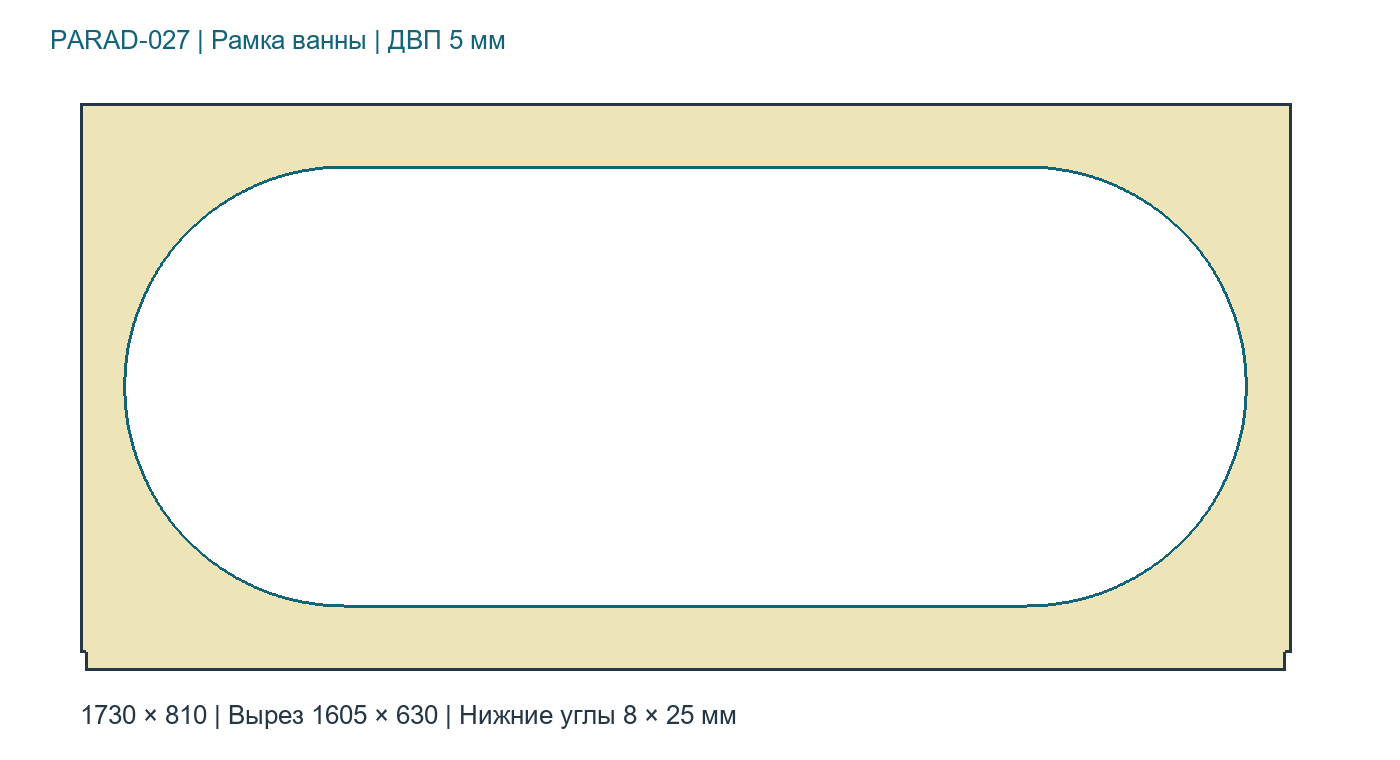 PARAD-027 | Рамка ванны | ДВП 5 мм
1730 × 810 | Вырез 1605 × 630 | Нижние углы 8 × 25 мм